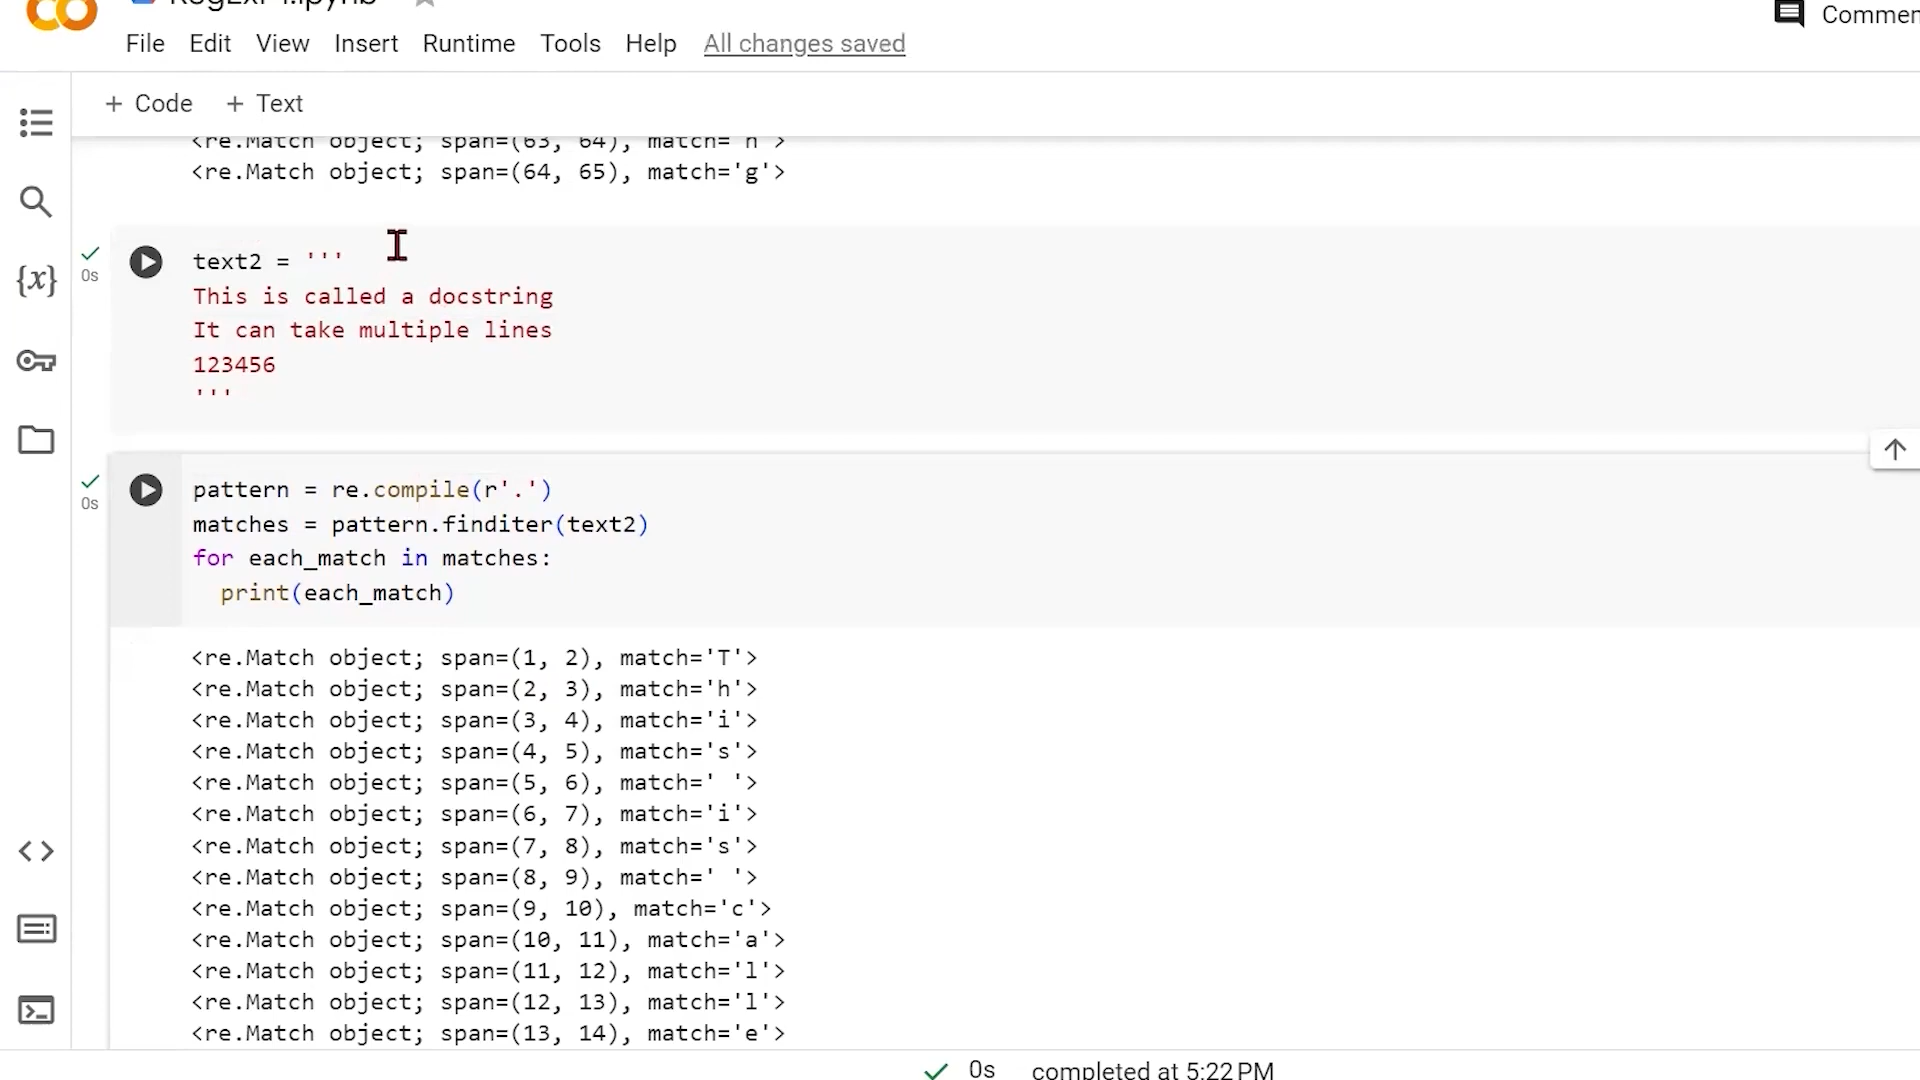 File Edit View Insert Runtime Tools Help All changes saved
+ Code + Text
<re.Match object; span=(63, 64), match='n'>
<re.Match object; span=(64, 65), match='g'>
text2 = '''
This is called a docstring
It can take multiple lines
123456
'''
0s
pattern = re.compile(r'.')
matches = pattern.finditer(text2)
for each_match in matches:
  print(each_match)
0s
<re.Match object; span=(1, 2), match='T'>
<re.Match object; span=(2, 3), match='h'>
<re.Match object; span=(3, 4), match='i'>
<re.Match object; span=(4, 5), match='s'>
<re.Match object; span=(5, 6), match=' '>
<re.Match object; span=(6, 7), match='i'>
<re.Match object; span=(7, 8), match='s'>
<re.Match object; span=(8, 9), match=' '>
<re.Match object; span=(9, 10), match='c'>
<re.Match object; span=(10, 11), match='a'>
<re.Match object; span=(11, 12), match='l'>
<re.Match object; span=(12, 13), match='l'>
<re.Match object; span=(13, 14), match='e'>
0s completed at 5:22 PM